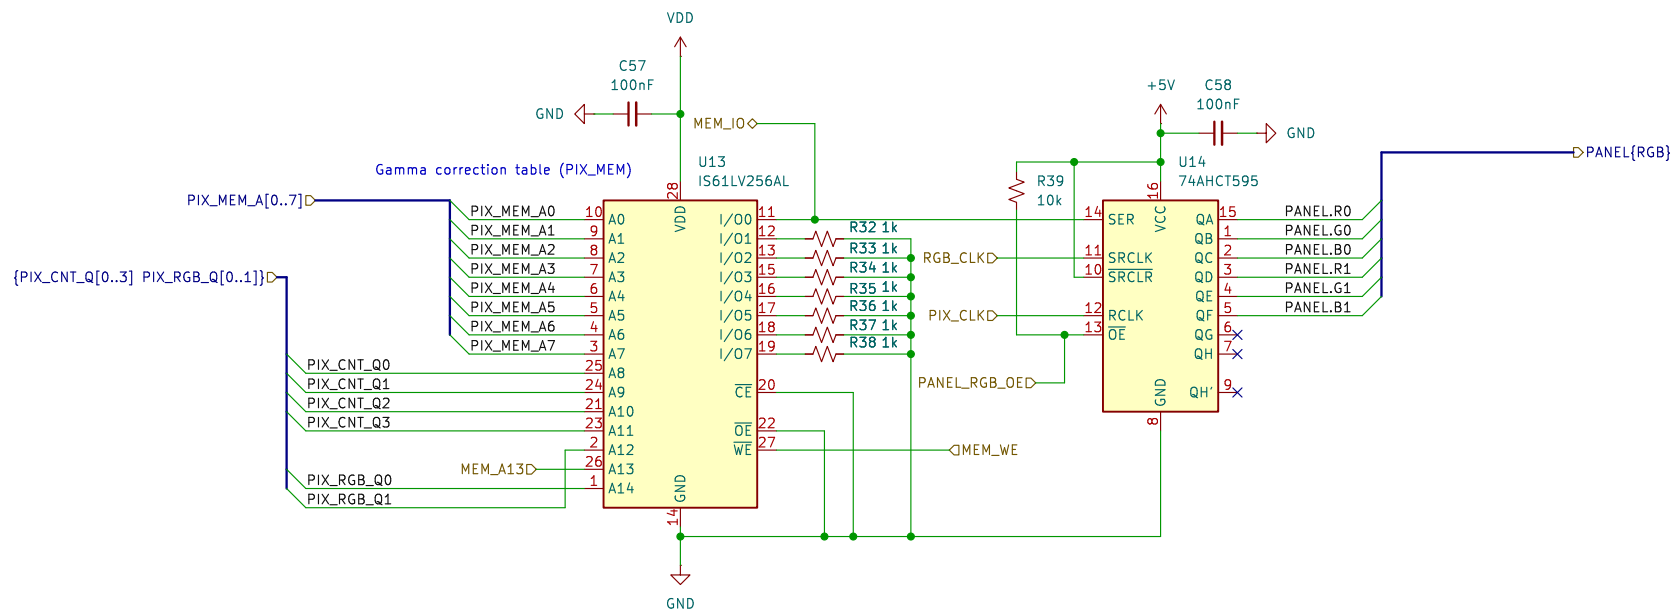 VDD
C57
100nF
GND
MEM_IO
+5V
C58
100nF
GND
PANEL{RGB}
Gamma correction table (PIX_MEM)
PIX_MEM_A[0..7]
{PIX_CNT_Q[0..3] PIX_RGB_Q[0..1]}
PIX_MEM_A0
PIX_MEM_A1
PIX_MEM_A2
PIX_MEM_A3
PIX_MEM_A4
PIX_MEM_A5
PIX_MEM_A6
PIX_MEM_A7
PIX_CNT_Q0
PIX_CNT_Q1
PIX_CNT_Q2
PIX_CNT_Q3
MEM_A13
PIX_RGB_Q0
PIX_RGB_Q1
U13
IS61LV256AL
28
VDD
10 A0
9 A1
8 A2
7 A3
6 A4
5 A5
4 A6
3 A7
25 A8
24 A9
21 A10
23 A11
2 A12
26 A13
1 A14
I/O0 11
I/O1 12
I/O2 13
I/O3 15
I/O4 16
I/O5 17
I/O6 18
I/O7 19
CE 20
OE 22
WE 27
GND
14
GND
R32 1k
R33 1k
R34 1k
R35 1k
R36 1k
R37 1k
R38 1k
MEM_WE
R39
10k
RGB_CLK
PIX_CLK
PANEL_RGB_OE
U14
74AHCT595
16
VCC
14 SER
11 SRCLK
10 SRCLR
12 RCLK
13 OE
QA 15
QB 1
QC 2
QD 3
QE 4
QF 5
QG 6
QH 7
QH' 9
GND
8
PANEL.R0
PANEL.G0
PANEL.B0
PANEL.R1
PANEL.G1
PANEL.B1